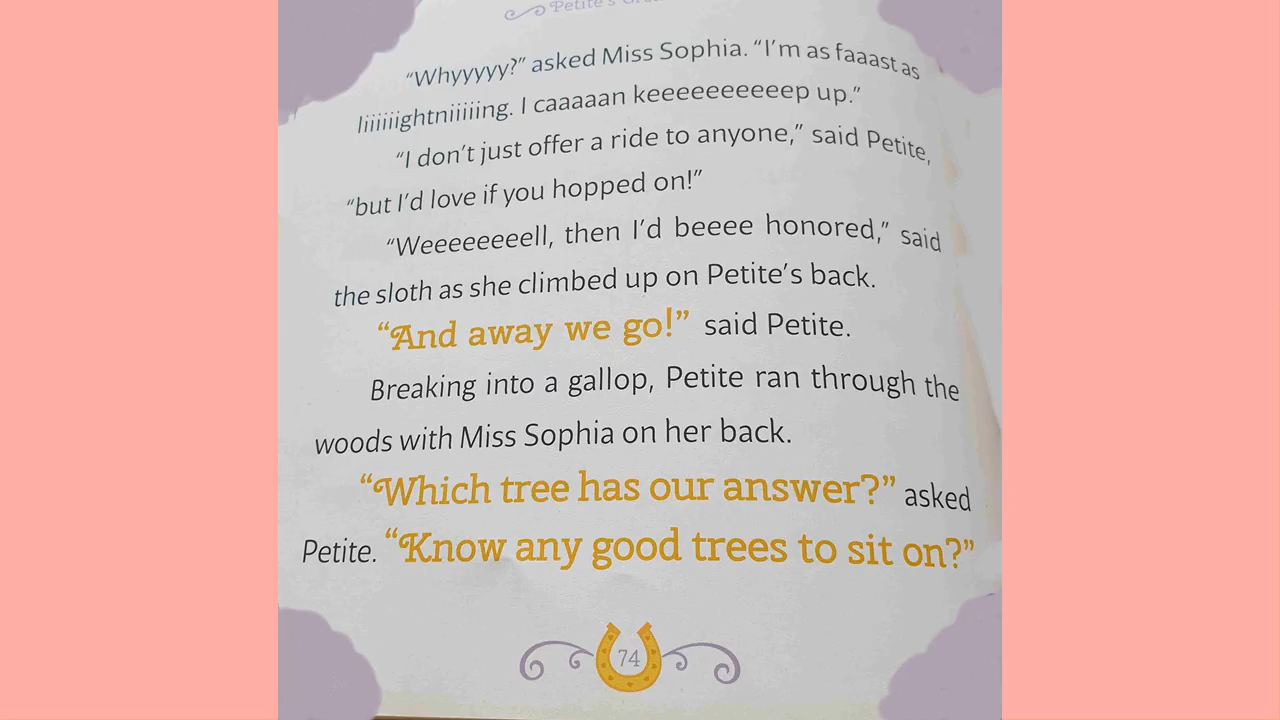 Petite's
“Whyyyyy?” asked Miss Sophia. “I’m as faaast as
liiiiiightniiiiing. I caaaaan keeeeeeeeeep up.”
“I don’t just offer a ride to anyone,” said Petite,
“but I’d love if you hopped on!”
“Weeeeeeeell, then I’d beeee honored,” said
the sloth as she climbed up on Petite’s back.
“And away we go!” said Petite.
Breaking into a gallop, Petite ran through the
woods with Miss Sophia on her back.
“Which tree has our answer?” asked
Petite. “Know any good trees to sit on?”
74